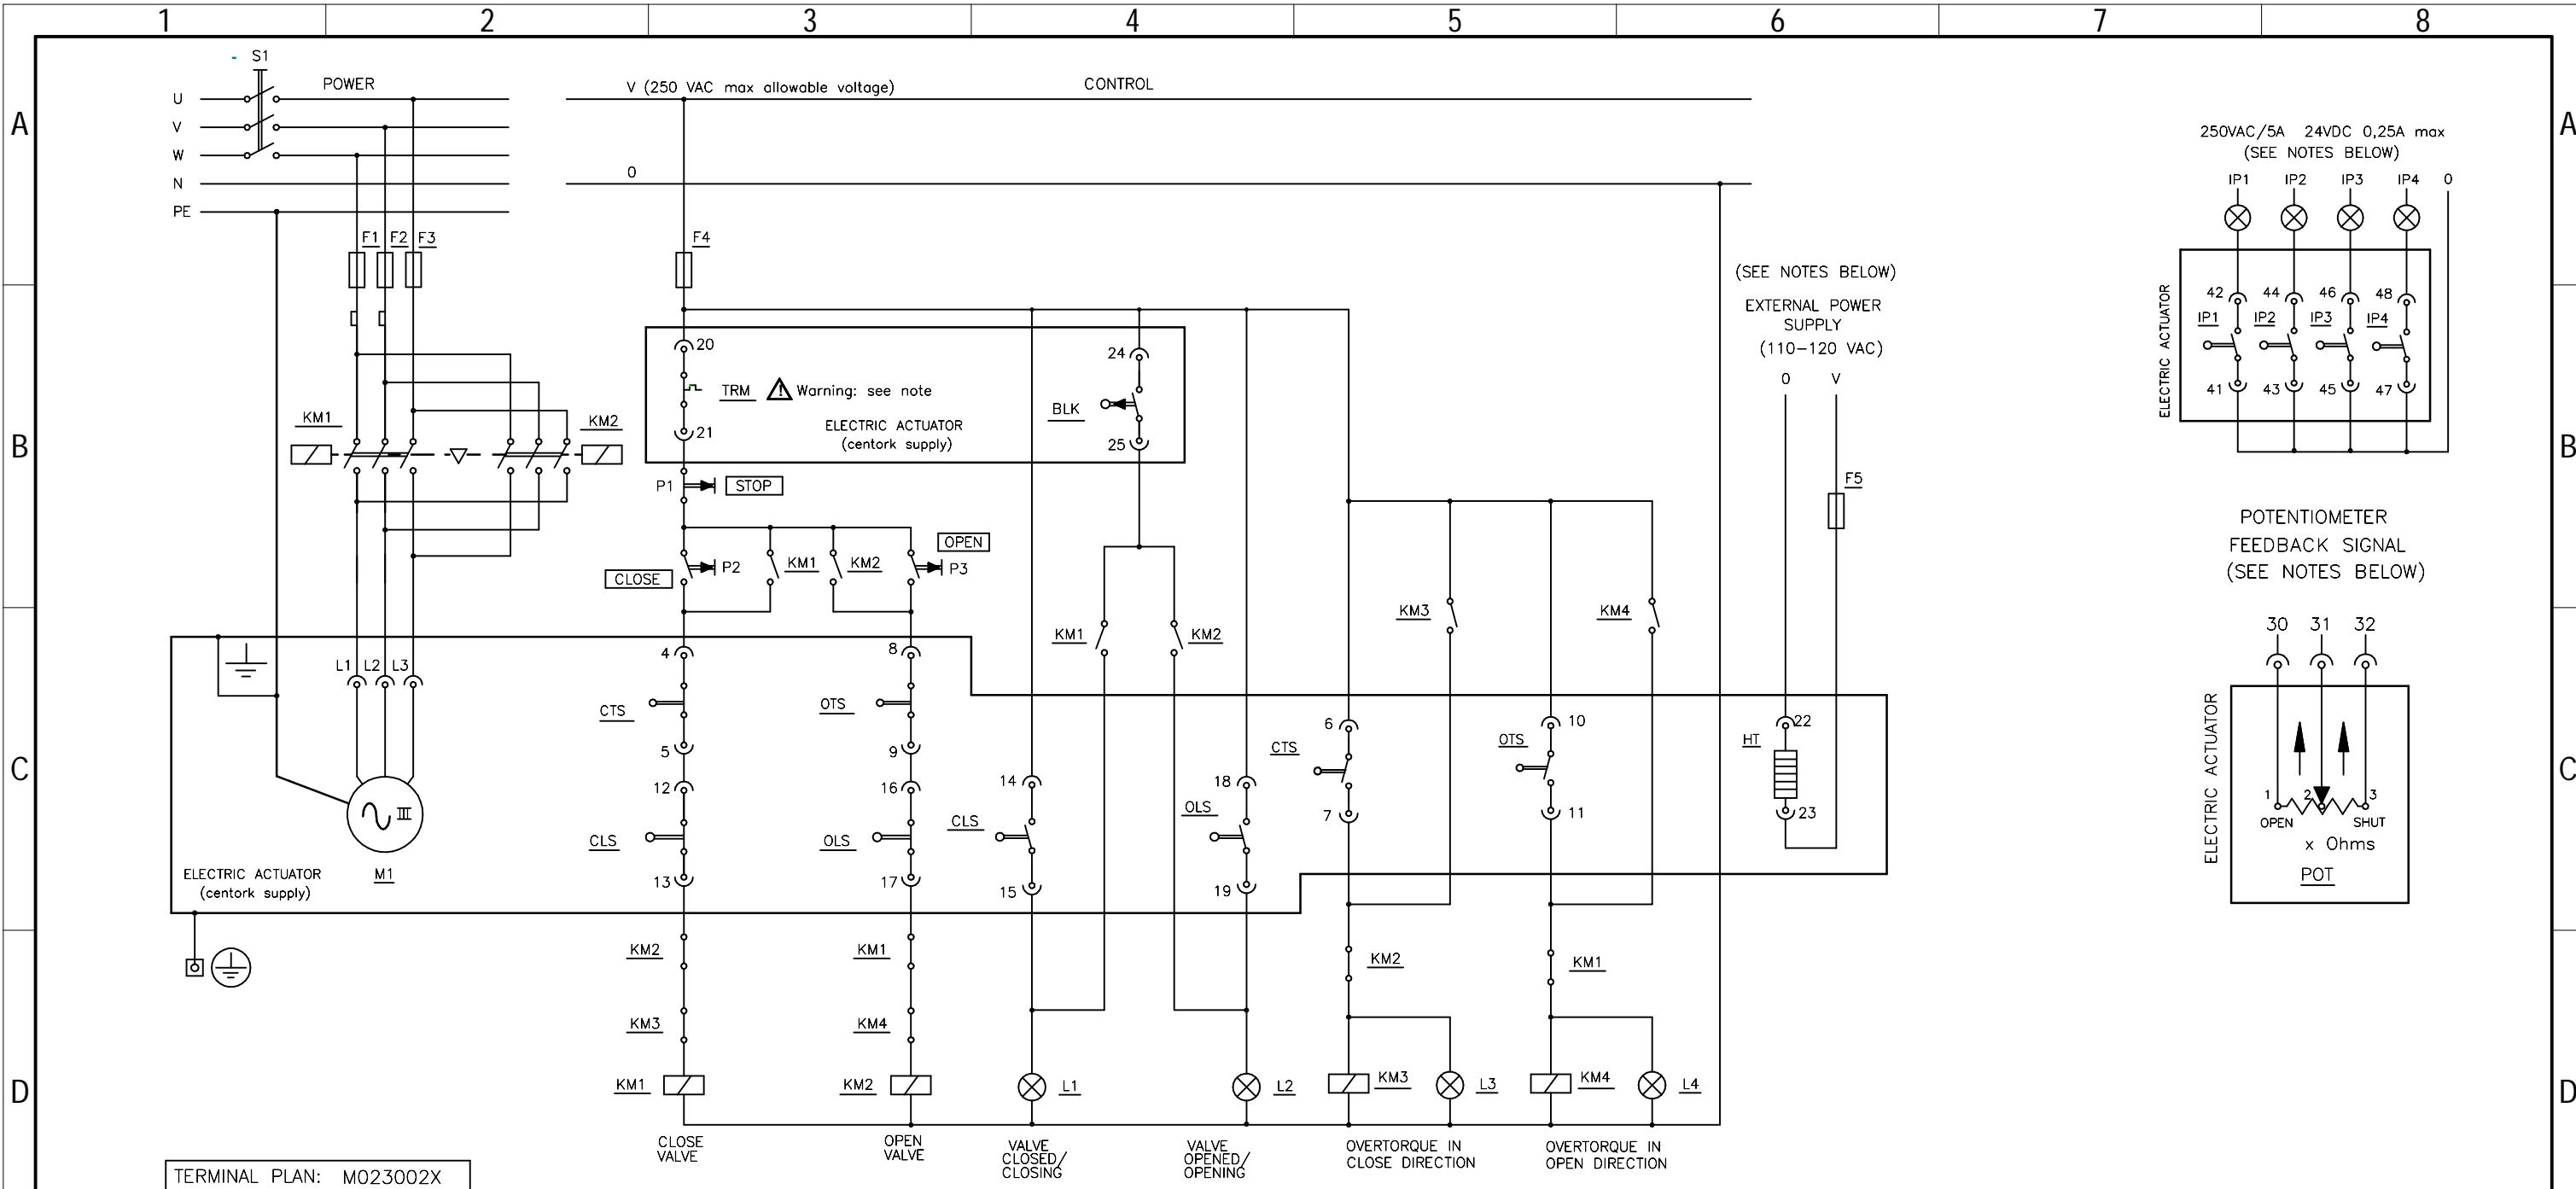 1 2 3 4 5 6 7 8
A A
B B
C C
D D
S1
POWER
U
V
W
N
PE
V (250 VAC max allowable voltage)
CONTROL
0
F1 F2 F3
F4
KM1
KM2
20
TRM
Warning: see note
21
ELECTRIC ACTUATOR
(centork supply)
24
BLK
25
P1
STOP
CLOSE
P2
KM1
KM2
OPEN
P3
KM1
KM2
KM3
KM4
(SEE NOTES BELOW)
EXTERNAL POWER
SUPPLY
(110-120 VAC)
0 V
F5
250VAC/5A 24VDC 0,25A max
(SEE NOTES BELOW)
IP1 IP2 IP3 IP4 0
42 44 46 48
IP1 IP2 IP3 IP4
41 43 45 47
ELECTRIC ACTUATOR
POTENTIOMETER
FEEDBACK SIGNAL
(SEE NOTES BELOW)
30 31 32
ELECTRIC ACTUATOR
1 2 3
OPEN SHUT
x Ohms
POT
L1 L2 L3
M1
ELECTRIC ACTUATOR
(centork supply)
4
CTS
5
12
CLS
13
8
OTS
9
16
OLS
17
14
CLS
15
18
OLS
19
6
CTS
7
10
OTS
11
22
HT
23
KM2
KM3
KM1
KM1
KM4
KM2
KM2
KM1
L1
L2
KM3
L3
KM4
L4
CLOSE
VALVE
OPEN
VALVE
VALVE
CLOSED/
CLOSING
VALVE
OPENED/
OPENING
OVERTORQUE IN
CLOSE DIRECTION
OVERTORQUE IN
OPEN DIRECTION
TERMINAL PLAN: M023002X